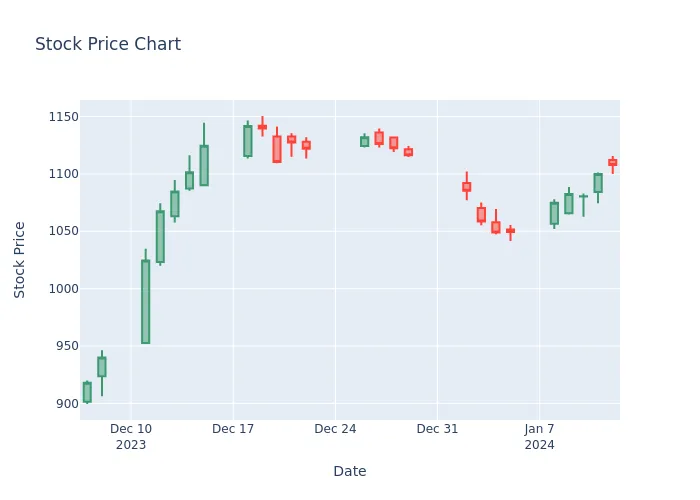 Stock Price Chart
1150
1100
1050
1000
950
900
Stock Price
Dec 10
2023
Dec 17
Dec 24
Dec 31
Jan 7
2024
Date